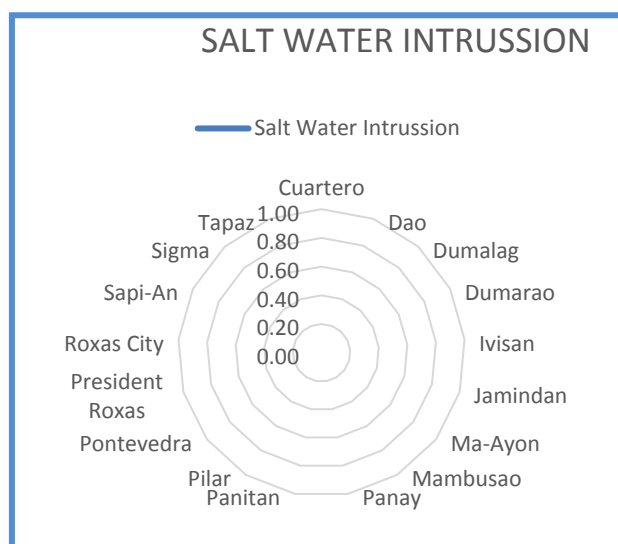 SALT WATER INTRUSSION
Salt Water Intrussion
Cuartero
Dao
Dumalag
Dumarao
Ivisan
Jamindan
Ma-Ayon
Mambusao
Panay
Panitan
Pilar
Pontevedra
President
Roxas
Roxas City
Sapi-An
Sigma
Tapaz
1.00
0.80
0.60
0.40
0.20
0.00